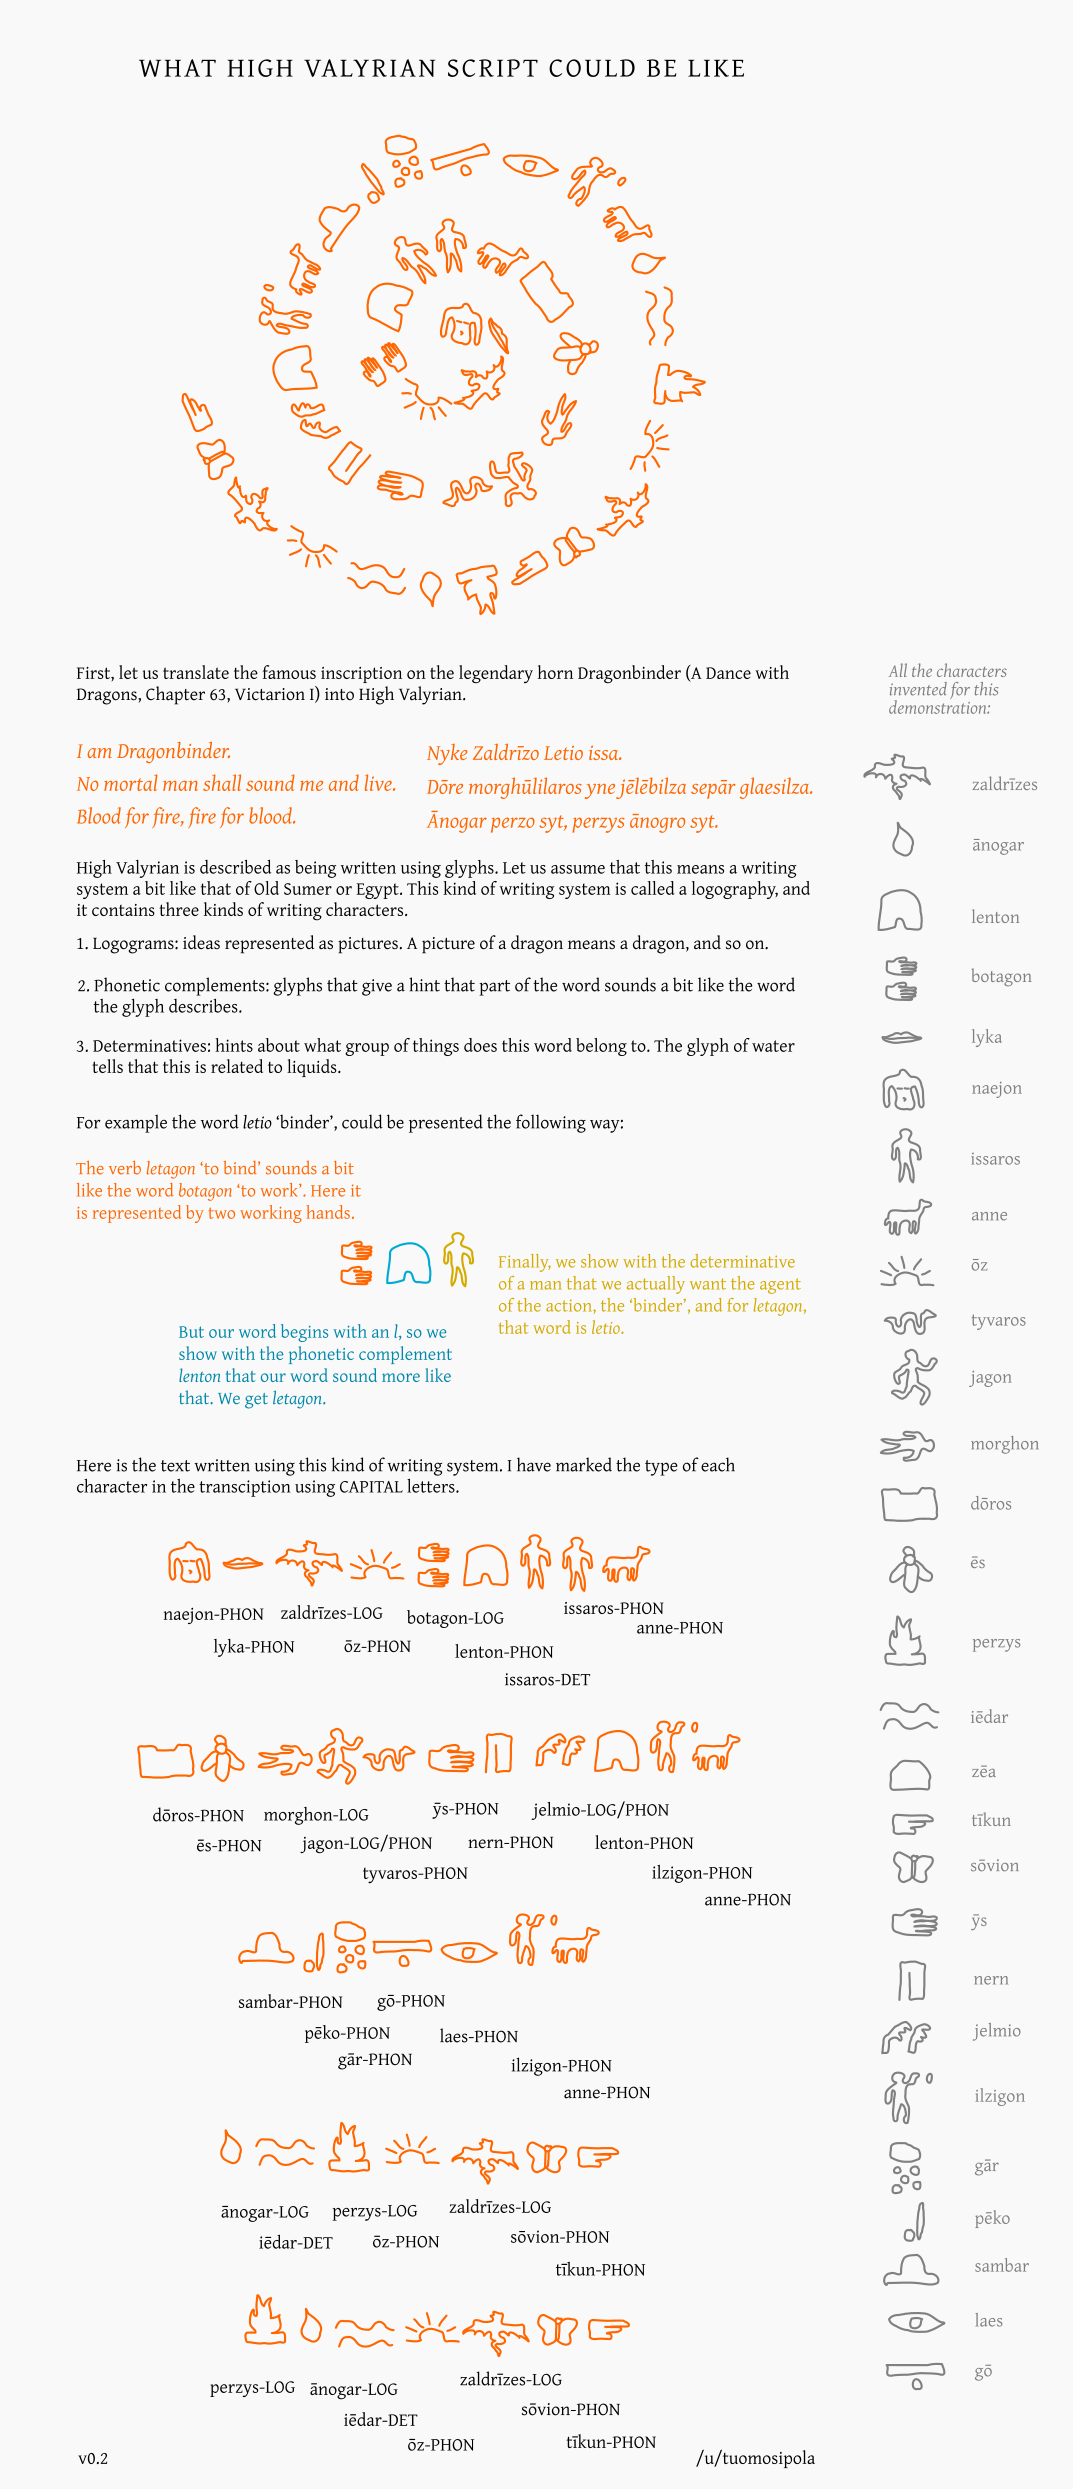 WHAT HIGH VALYRIAN SCRIPT COULD BE LIKE
First, let us translate the famous inscription on the legendary horn Dragonbinder (A Dance with
Dragons, Chapter 63, Victarion I) into High Valyrian.
I am Dragonbinder.
No mortal man shall sound me and live.
Blood for fire, fire for blood.
Nyke Zaldrīzo Letio issa.
Dōre morghūlilaros yne jēlēbilza sepār glaesilza.
Ānogar perzo syt, perzys ānogro syt.
High Valyrian is described as being written using glyphs. Let us assume that this means a writing
system a bit like that of Old Sumer or Egypt. This kind of writing system is called a logography, and
it contains three kinds of writing characters.
1. Logograms: ideas represented as pictures. A picture of a dragon means a dragon, and so on.
2. Phonetic complements: glyphs that give a hint that part of the word sounds a bit like the word
the glyph describes.
3. Determinatives: hints about what group of things does this word belong to. The glyph of water
tells that this is related to liquids.
For example the word letio ‘binder’, could be presented the following way:
The verb letagon ‘to bind’ sounds a bit
like the word botagon ‘to work’. Here it
is represented by two working hands.
Finally, we show with the determinative
of a man that we actually want the agent
of the action, the ‘binder’, and for letagon,
that word is letio.
But our word begins with an l, so we
show with the phonetic complement
lenton that our word sound more like
that. We get letagon.
Here is the text written using this kind of writing system. I have marked the type of each
character in the transciption using CAPITAL letters.
naejon-PHON zaldrīzes-LOG botagon-LOG issaros-PHON
anne-PHON
lyka-PHON ōz-PHON lenton-PHON
issaros-DET
dōros-PHON morghon-LOG ȳs-PHON jelmio-LOG/PHON
ēs-PHON jagon-LOG/PHON nern-PHON lenton-PHON
tyvaros-PHON ilzigon-PHON
anne-PHON
sambar-PHON gō-PHON
pēko-PHON laes-PHON
gār-PHON ilzigon-PHON
anne-PHON
ānogar-LOG perzys-LOG zaldrīzes-LOG
iēdar-DET ōz-PHON sōvion-PHON
tīkun-PHON
perzys-LOG ānogar-LOG zaldrīzes-LOG
iēdar-DET sōvion-PHON
ōz-PHON tīkun-PHON
v0.2 /u/tuomosipola
All the characters
invented for this
demonstration:
zaldrīzes
ānogar
lenton
botagon
lyka
naejon
issaros
anne
ōz
tyvaros
jagon
morghon
dōros
ēs
perzys
iēdar
zēa
tīkun
sōvion
ȳs
nern
jelmio
ilzigon
gār
pēko
sambar
laes
gō